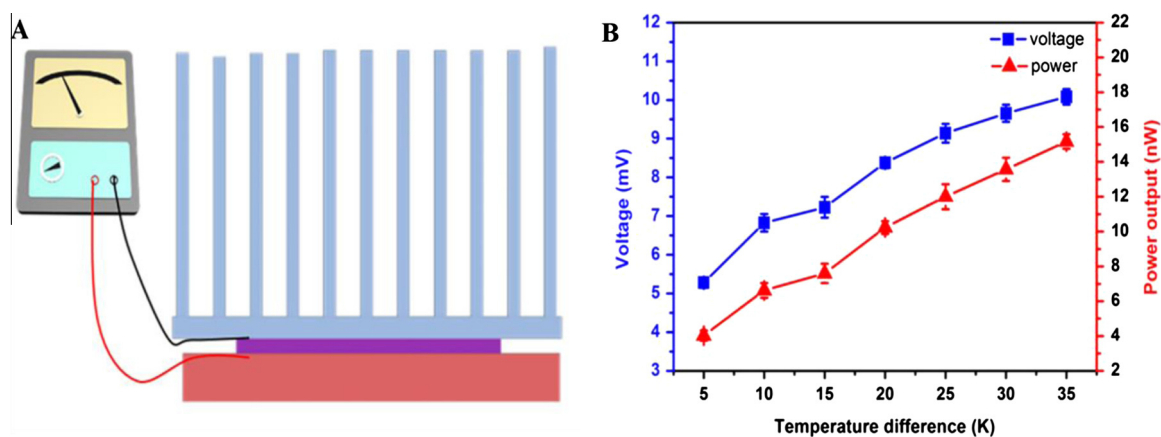 A
B
voltage
power
Voltage (mV)
12
11
10
9
8
7
6
5
4
3
Power output (nW)
22
20
18
16
14
12
10
8
6
4
2
5 10 15 20 25 30 35
Temperature difference (K)